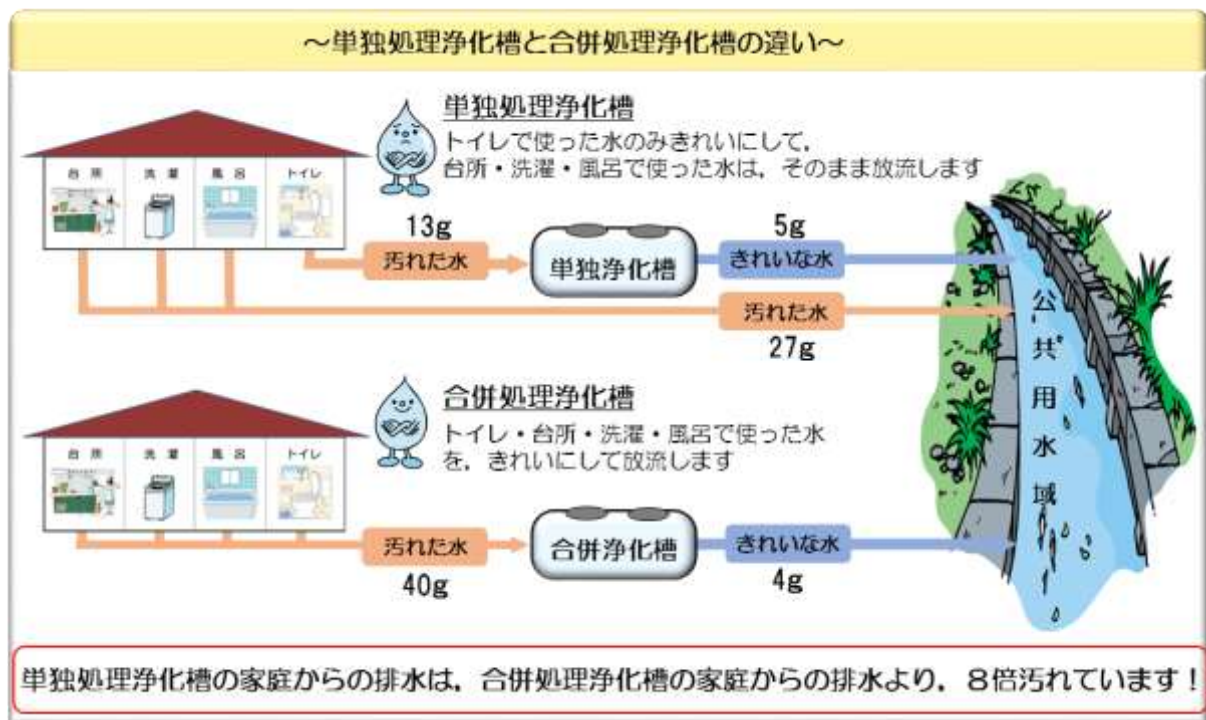 ～単独処理浄化槽と合併処理浄化槽の違い～
単独処理浄化槽
トイレで使った水のみきれいにして，
台所・洗濯・風呂で使った水は，そのまま放流します
台所 洗濯 風呂 トイレ
13g
汚れた水
単独浄化槽
5g
きれいな水
汚れた水
27g
公共用水域
合併処理浄化槽
トイレ・台所・洗濯・風呂で使った水
を，きれいにして放流します
台所 洗濯 風呂 トイレ
汚れた水
40g
合併浄化槽
きれいな水
4g
単独処理浄化槽の家庭からの排水は，合併処理浄化槽の家庭からの排水より，８倍汚れています！